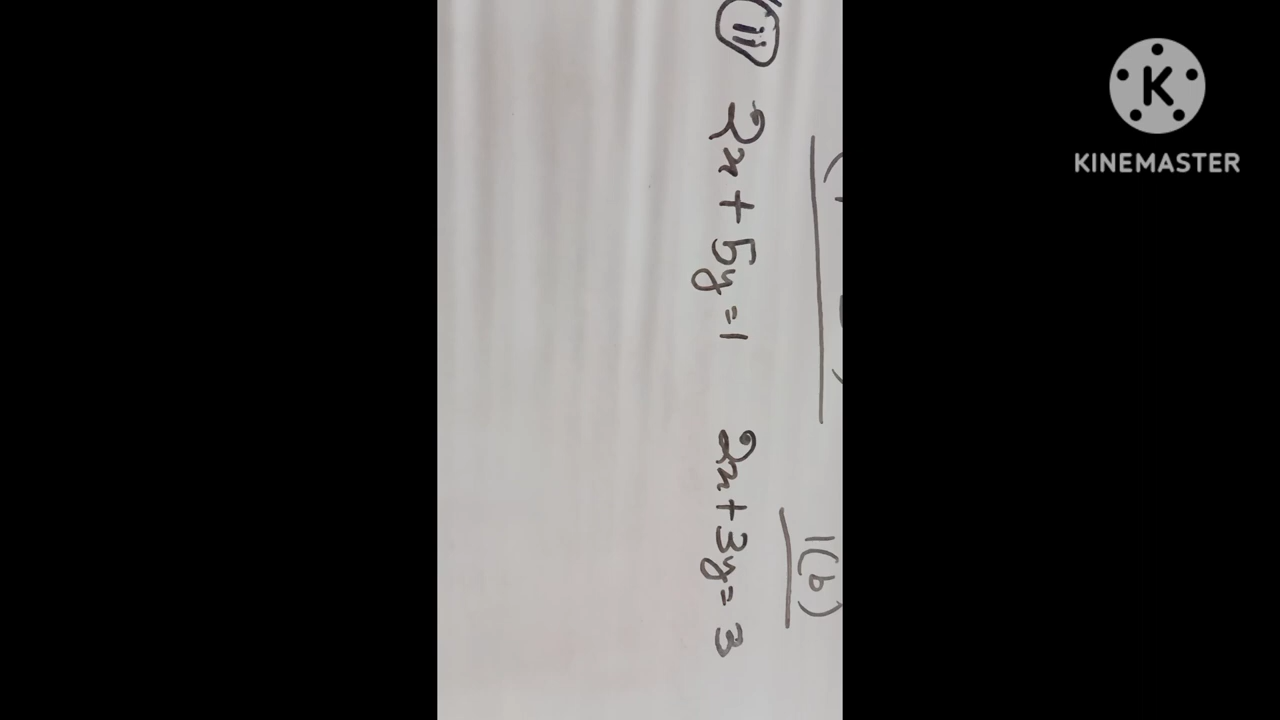 1(b)
(ii) 2x + 5y = 1 2x + 3y = 3
KINEMASTER